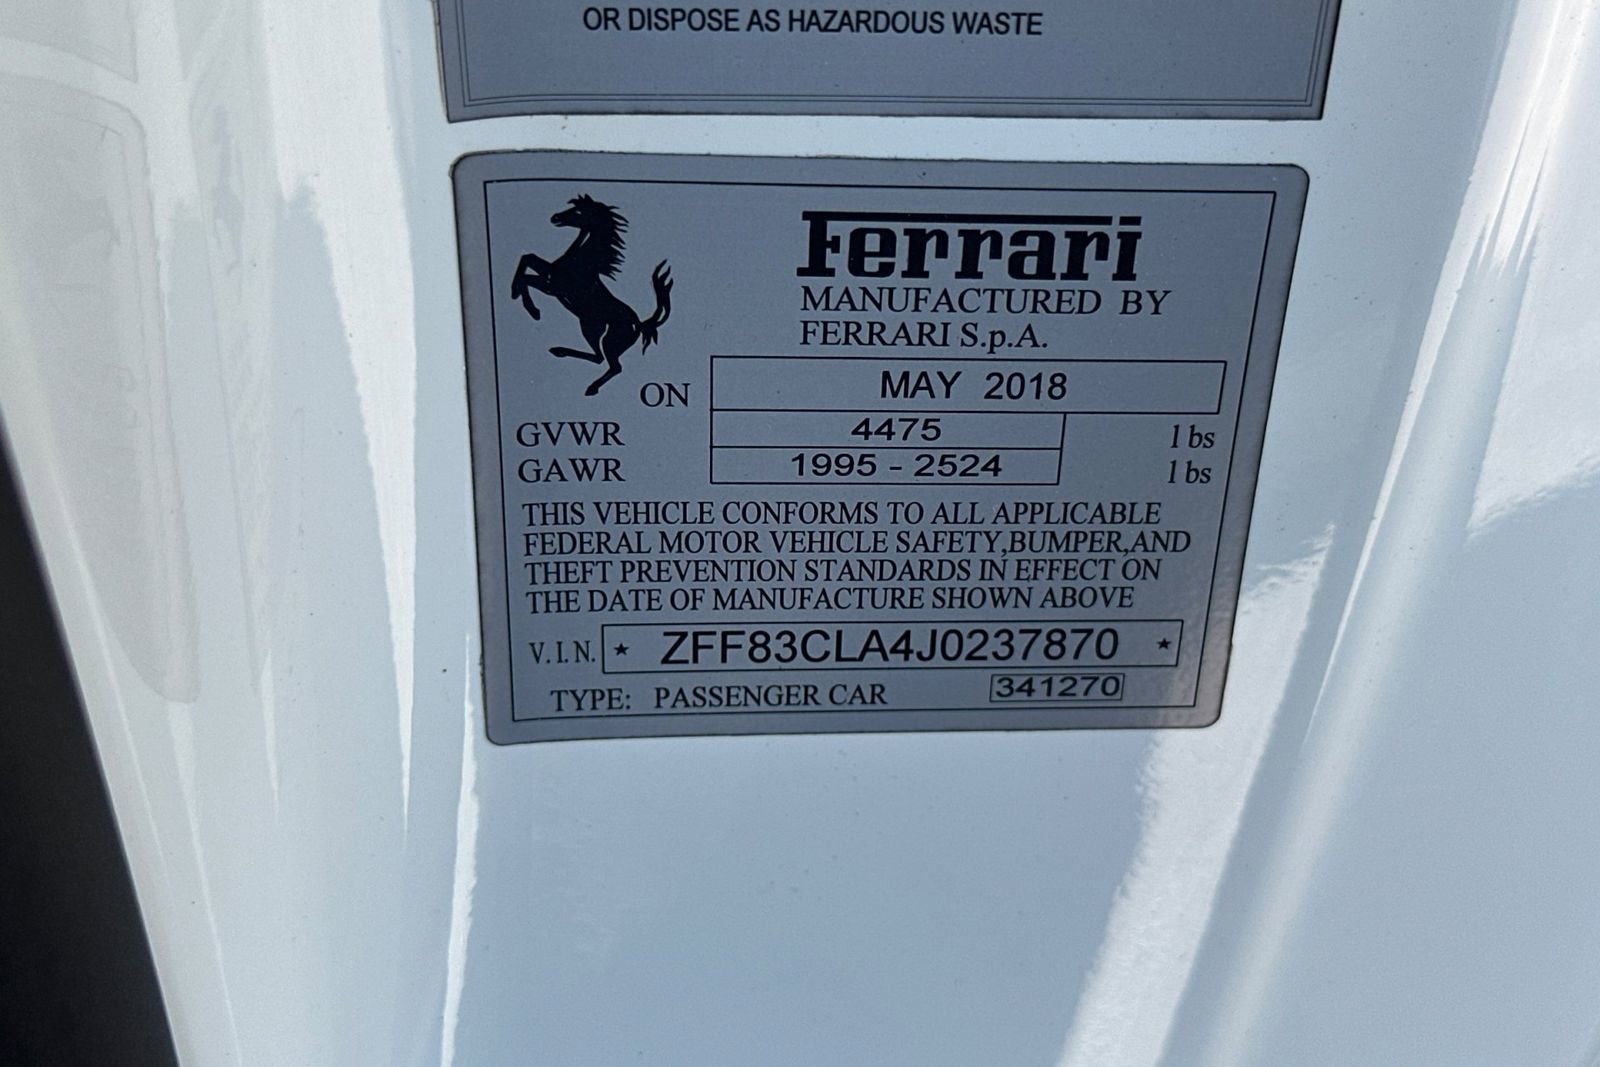 OR DISPOSE AS HAZARDOUS WASTE
Ferrari
MANUFACTURED BY
FERRARI S.p.A.
ON MAY 2018
GVWR 4475 lbs
GAWR 1995 - 2524 lbs
THIS VEHICLE CONFORMS TO ALL APPLICABLE
FEDERAL MOTOR VEHICLE SAFETY,BUMPER,AND
THEFT PREVENTION STANDARDS IN EFFECT ON
THE DATE OF MANUFACTURE SHOWN ABOVE
V.I.N. * ZFF83CLA4J0237870 *
TYPE: PASSENGER CAR 341270